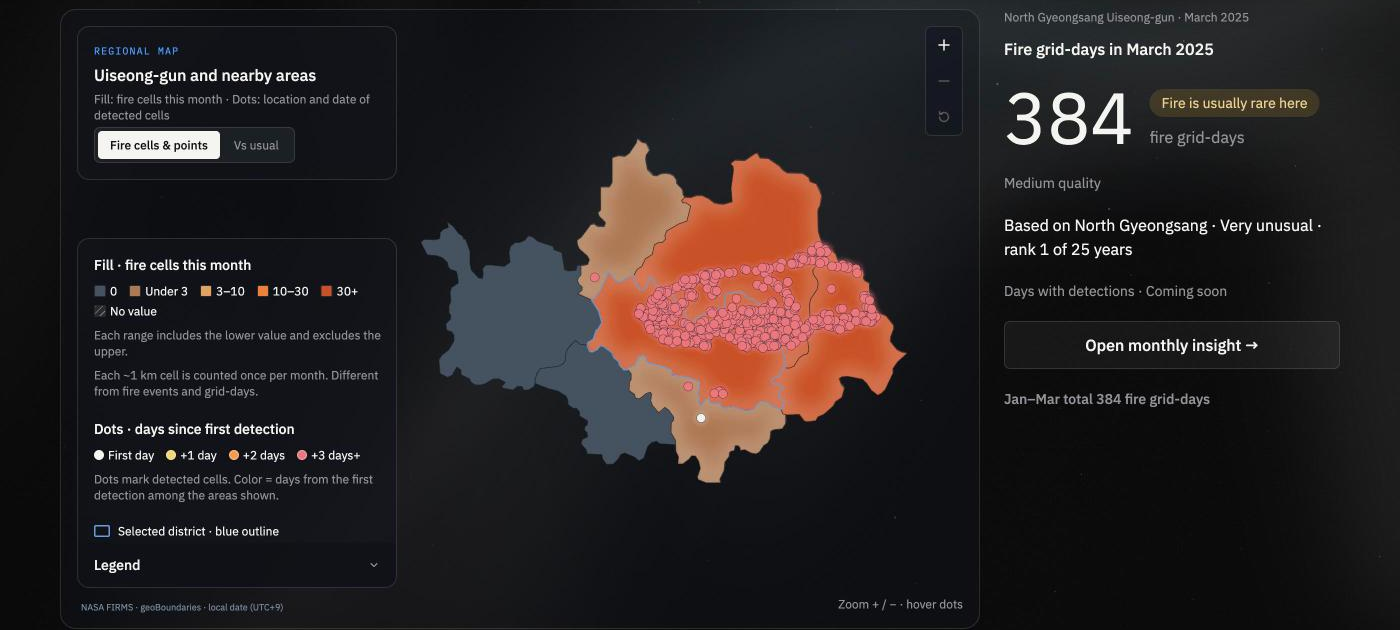 REGIONAL MAP
Uiseong-gun and nearby areas
Fill: fire cells this month · Dots: location and date of
detected cells
Fire cells & points
Vs usual
Fill · fire cells this month
0 Under 3 3–10 10–30 30+
No value
Each range includes the lower value and excludes the
upper.
Each ~1 km cell is counted once per month. Different
from fire events and grid-days.
Dots · days since first detection
First day +1 day +2 days +3 days+
Dots mark detected cells. Color = days from the first
detection among the areas shown.
Selected district · blue outline
Legend
NASA FIRMS · geoBoundaries · local date (UTC+9)
+
−
Zoom + / − · hover dots
North Gyeongsang Uiseong-gun · March 2025
Fire grid-days in March 2025
384
Fire is usually rare here
fire grid-days
Medium quality
Based on North Gyeongsang · Very unusual ·
rank 1 of 25 years
Days with detections · Coming soon
Open monthly insight →
Jan–Mar total 384 fire grid-days